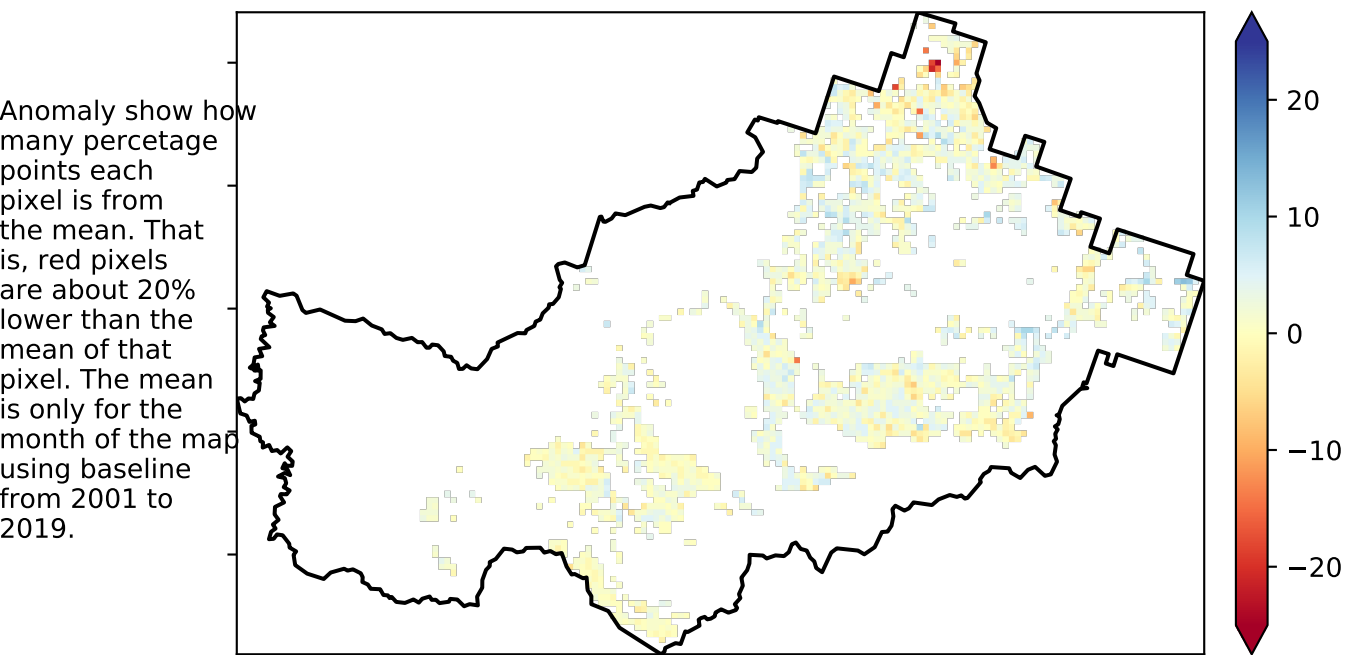 Anomaly show how
many percetage
points each
pixel is from
the mean. That
is, red pixels
are about 20%
lower than the
mean of that
pixel. The mean
is only for the
month of the map
using baseline
from 2001 to
2019.
20
10
0
−10
−20